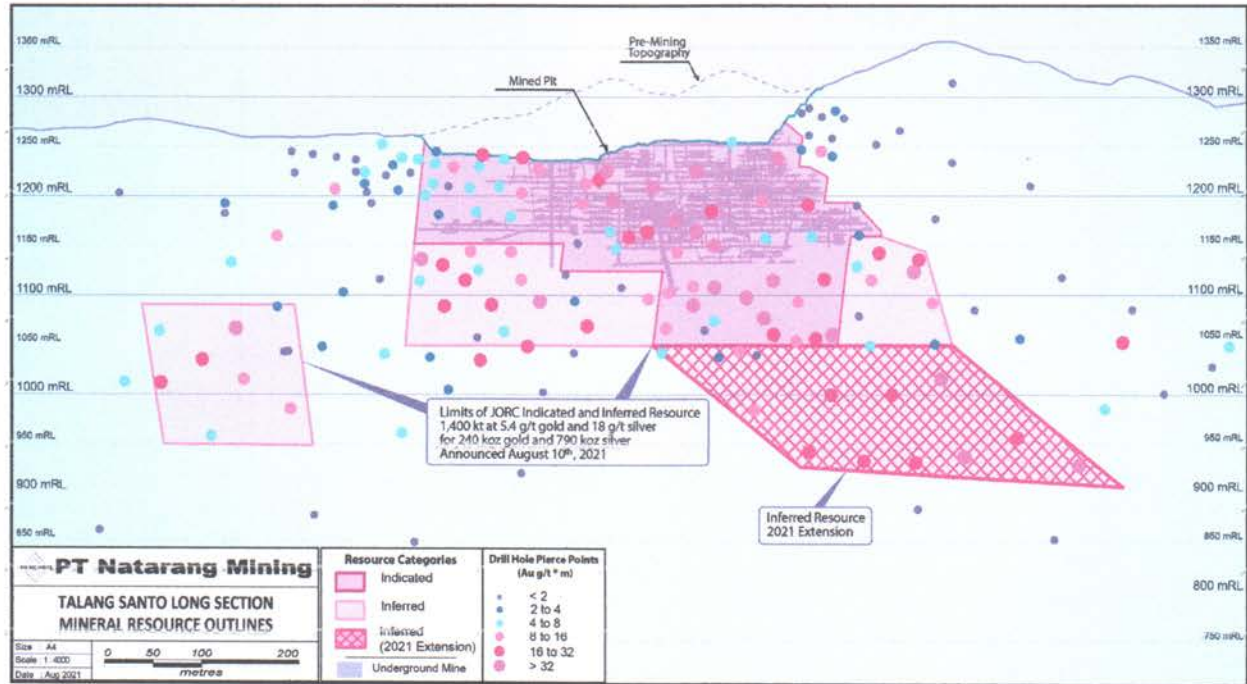 Pre-Mining
Topography
Mined Pit
1350 mRL
1300 mRL
1250 mRL
1200 mRL
1150 mRL
1100 mRL
1050 mRL
1000 mRL
950 mRL
900 mRL
850 mRL
1350 mRL
1300 mRL
1250 mRL
1200 mRL
1150 mRL
1100 mRL
1050 mRL
1000 mRL
950 mRL
900 mRL
850 mRL
800 mRL
750 mRL
Limits of JORC Indicated and Inferred Resource
1,400 kt at 5.4 g/t gold and 18 g/t silver
for 240 koz gold and 790 koz silver
Announced August 10th, 2021
Inferred Resource
2021 Extension
PT Natarang Mining
TALANG SANTO LONG SECTION
MINERAL RESOURCE OUTLINES
Size A4
Scale 1:4000
Date : Aug 2021
0 50 100 200
metres
Resource Categories
Indicated
Inferred
Inferred
(2021 Extension)
Underground Mine
Drill Hole Pierce Points
(Au g/t * m)
< 2
2 to 4
4 to 8
8 to 16
16 to 32
> 32